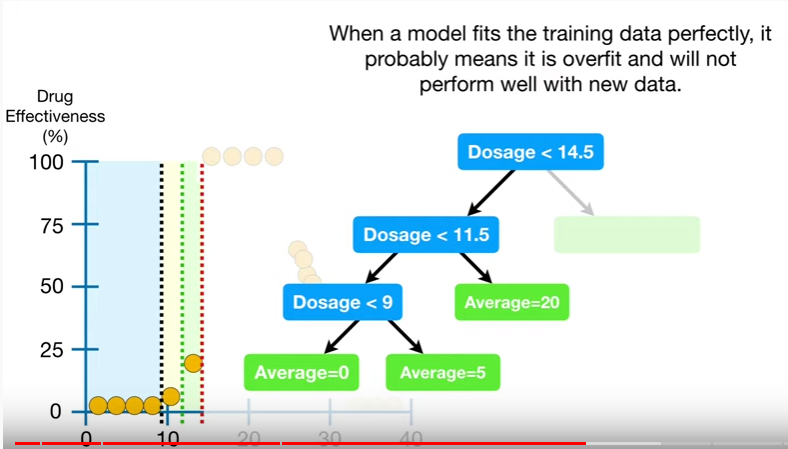 When a model fits the training data perfectly, it
probably means it is overfit and will not
perform well with new data.
Drug
Effectiveness
(%)
100
75
50
25
0
0
10
20
30
40
Dosage < 14.5
Dosage < 11.5
Dosage < 9
Average=20
Average=0
Average=5